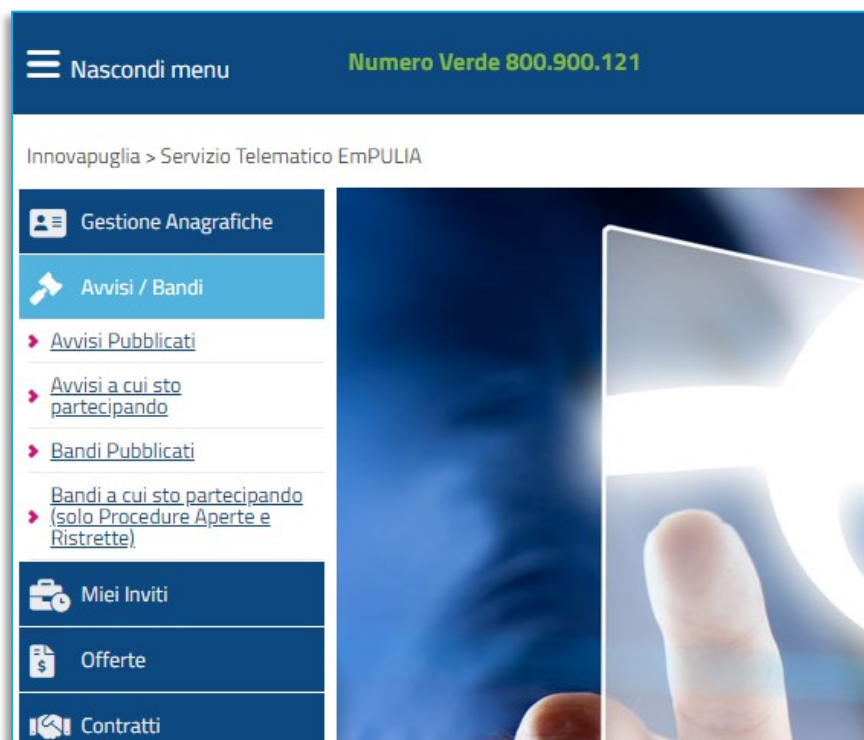 Nascondi menu
Numero Verde 800.900.121
Innovapuglia > Servizio Telematico EmPULIA
Gestione Anagrafiche
Avvisi / Bandi
Avvisi Pubblicati
Avvisi a cui sto
partecipando
Bandi Pubblicati
Bandi a cui sto partecipando
(solo Procedure Aperte e
Ristrette)
Miei Inviti
Offerte
Contratti